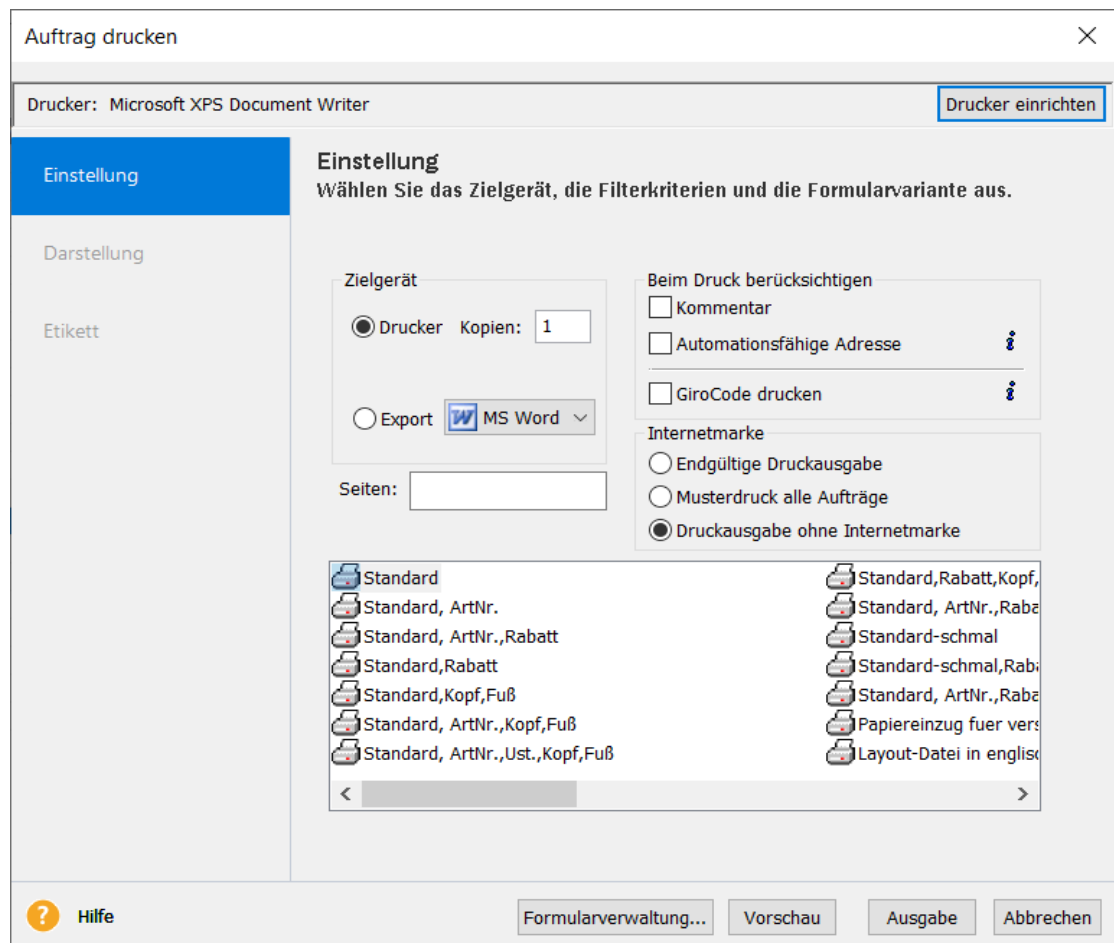 Auftrag drucken
Drucker: Microsoft XPS Document Writer
Drucker einrichten
Einstellung
Darstellung
Etikett
Einstellung
Wählen Sie das Zielgerät, die Filterkriterien und die Formularvariante aus.
Zielgerät
Drucker Kopien: 1
Export MS Word
Seiten:
Beim Druck berücksichtigen
Kommentar
Automationsfähige Adresse
GiroCode drucken
Internetmarke
Endgültige Druckausgabe
Musterdruck alle Aufträge
Druckausgabe ohne Internetmarke
Standard
Standard, ArtNr.
Standard, ArtNr.,Rabatt
Standard,Rabatt
Standard,Kopf,Fuß
Standard, ArtNr.,Kopf,Fuß
Standard, ArtNr.,Ust.,Kopf,Fuß
Standard,Rabatt,Kopf,
Standard, ArtNr.,Raba
Standard-schmal
Standard-schmal,Raba
Standard, ArtNr.,Raba
Papiereinzug fuer vers
Layout-Datei in englisc
? Hilfe
Formularverwaltung...
Vorschau
Ausgabe
Abbrechen